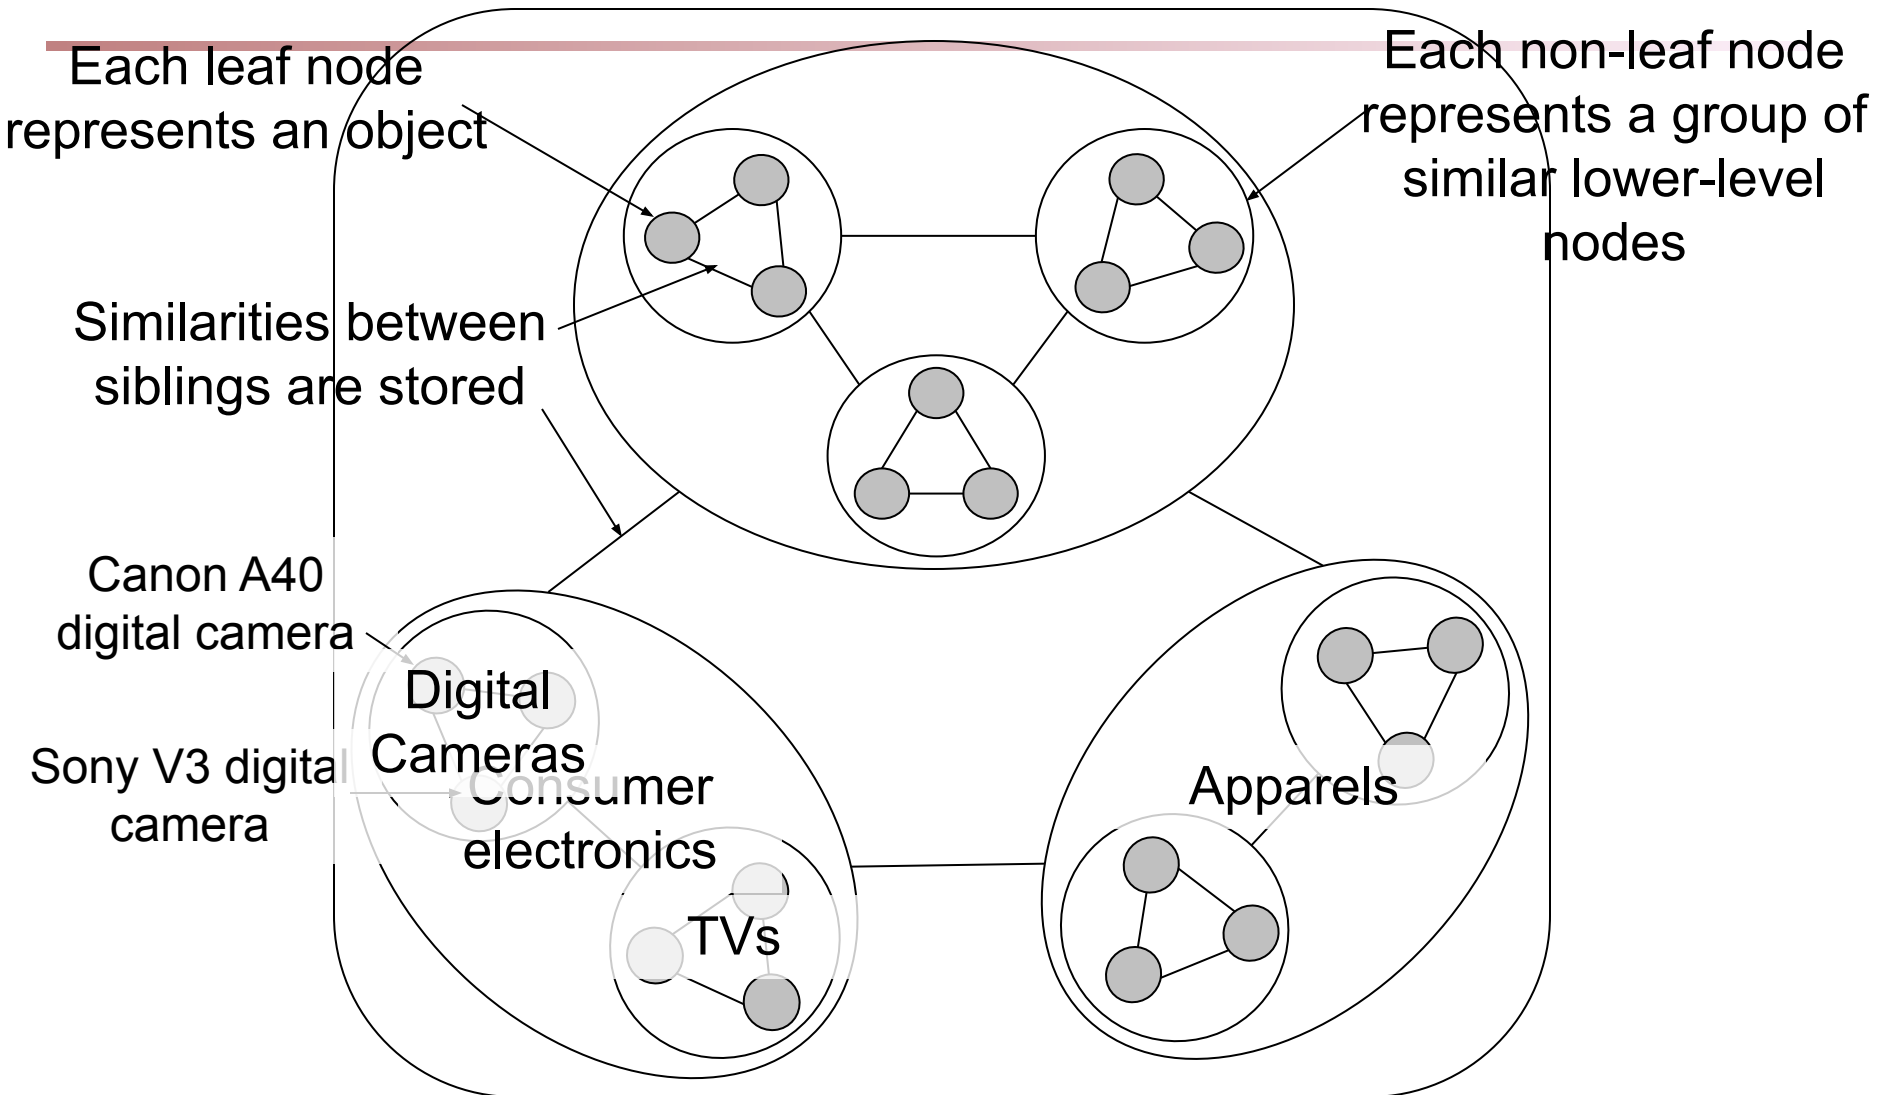 Each leaf node
represents an object
Each non-leaf node
represents a group of
similar lower-level
nodes
Similarities between
siblings are stored
Canon A40
digital camera
Digital
Cameras
Sony V3 digital
camera
Consumer
electronics
Apparels
TVs